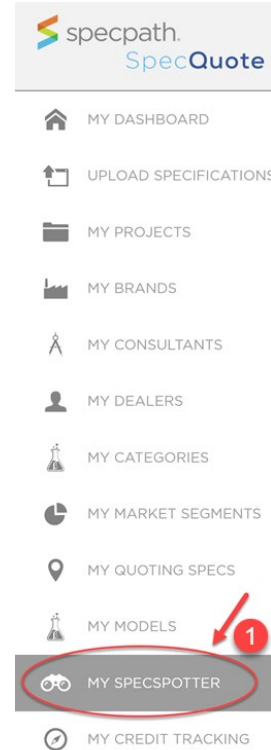 specpath.
SpecQuote
MY DASHBOARD
UPLOAD SPECIFICATIONS
MY PROJECTS
MY BRANDS
MY CONSULTANTS
MY DEALERS
MY CATEGORIES
MY MARKET SEGMENTS
MY QUOTING SPECS
MY MODELS
1
MY SPECSPOTTER
MY CREDIT TRACKING